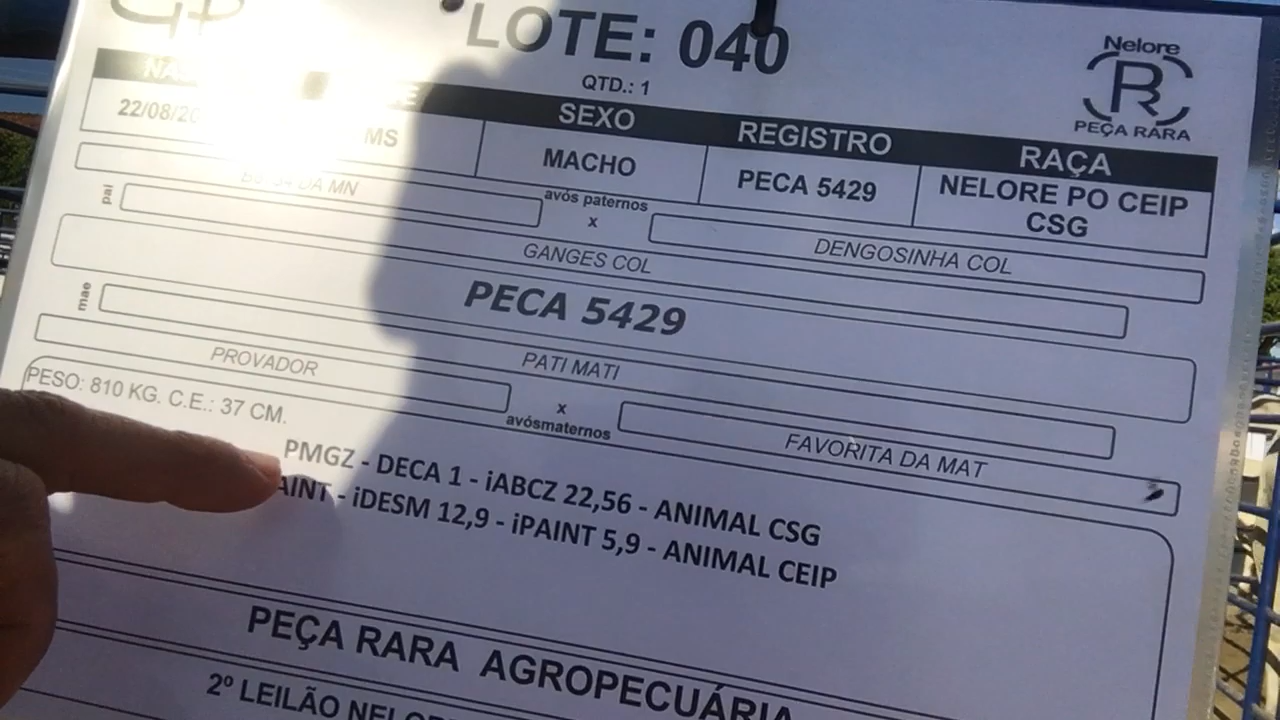 LOTE: 040
QTD.: 1
Nelore
PEÇA RARA
SEXO
REGISTRO
RAÇA
22/08/20
MS
MACHO
PECA 5429
NELORE PO CEIP
CSG
DA MN
pai
avós paternos
x
GANGES COL
DENGOSINHA COL
PECA 5429
mae
PROVADOR
PATI MATI
x
avósmaternos
FAVORITA DA MAT
PESO: 810 KG. C.E.: 37 CM.
PMGZ - DECA 1 - iABCZ 22,56 - ANIMAL CSG
AINT - iDESM 12,9 - iPAINT 5,9 - ANIMAL CEIP
PEÇA RARA AGROPECUÁRIA
2º LEILÃO NELORE